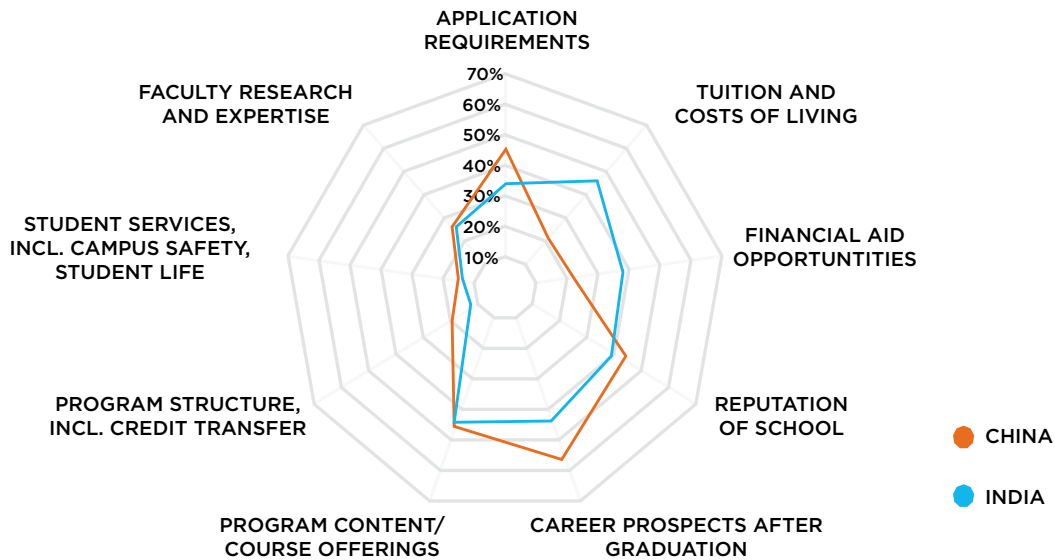 APPLICATION
REQUIREMENTS
70%
60%
50%
40%
30%
20%
10%
TUITION AND
COSTS OF LIVING
FINANCIAL AID
OPPORTUNTITIES
REPUTATION
OF SCHOOL
CAREER PROSPECTS AFTER
GRADUATION
PROGRAM CONTENT/
COURSE OFFERINGS
PROGRAM STRUCTURE,
INCL. CREDIT TRANSFER
STUDENT SERVICES,
INCL. CAMPUS SAFETY,
STUDENT LIFE
FACULTY RESEARCH
AND EXPERTISE
CHINA
INDIA